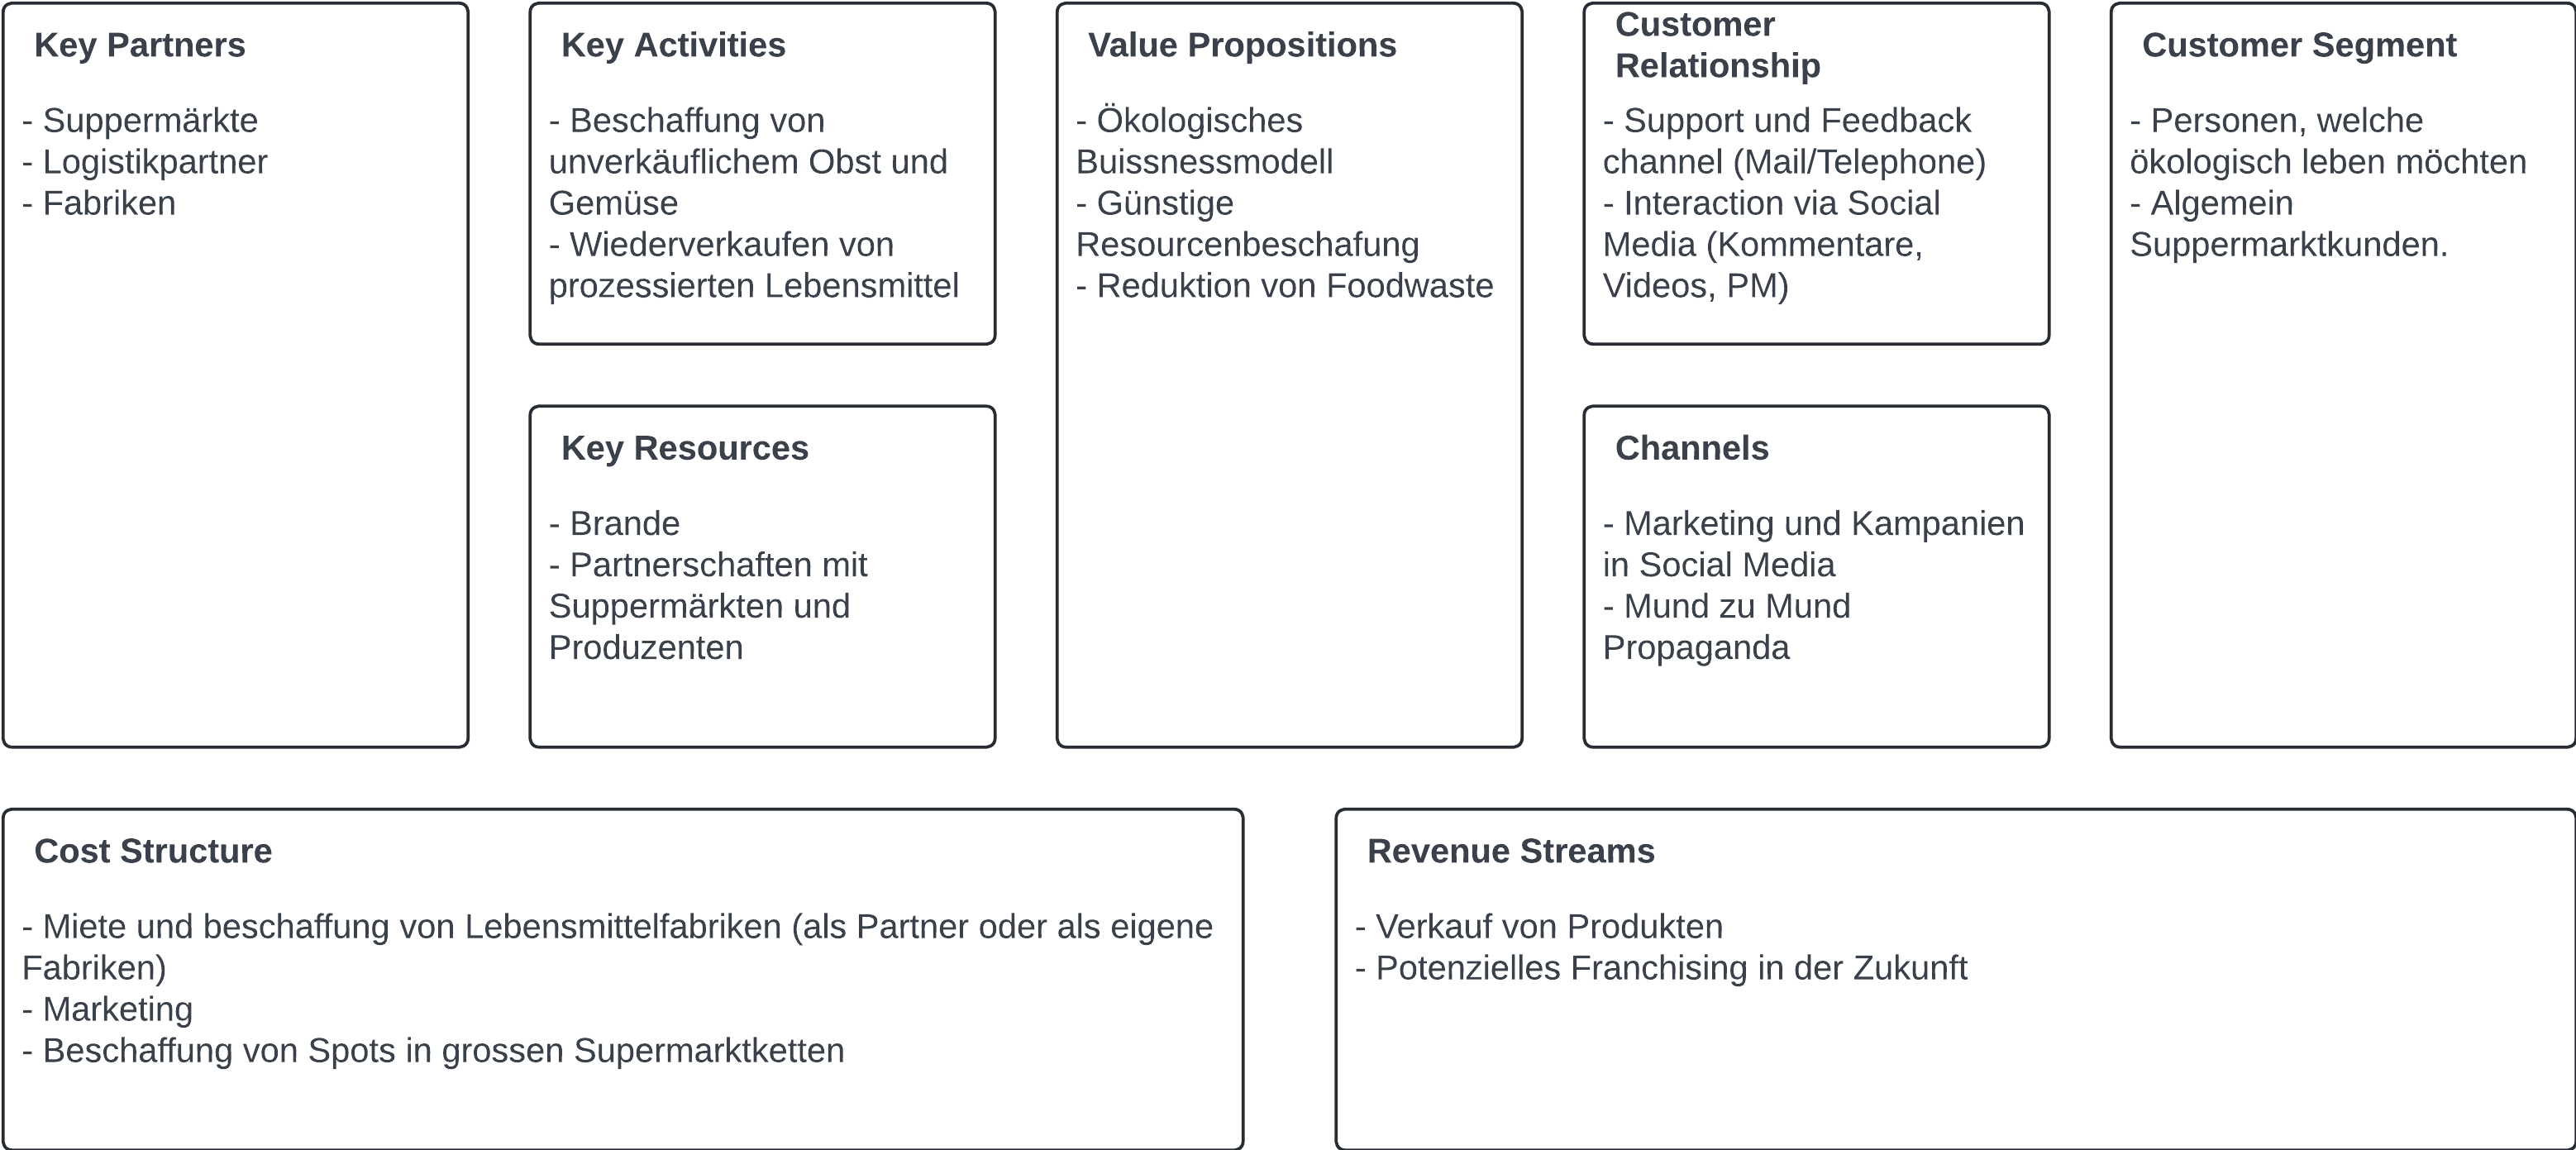 Key Partners
- Suppermärkte
- Logistikpartner
- Fabriken
Key Activities
- Beschaffung von
unverkäuflichem Obst und
Gemüse
- Wiederverkaufen von
prozessierten Lebensmittel
Key Resources
- Brande
- Partnerschaften mit
Suppermärkten und
Produzenten
Value Propositions
- Ökologisches
Buissnessmodell
- Günstige
Resourcenbeschafung
- Reduktion von Foodwaste
Customer
Relationship
- Support und Feedback
channel (Mail/Telephone)
- Interaction via Social
Media (Kommentare,
Videos, PM)
Channels
- Marketing und Kampanien
in Social Media
- Mund zu Mund
Propaganda
Customer Segment
- Personen, welche
ökologisch leben möchten
- Algemein
Suppermarktkunden.
Cost Structure
- Miete und beschaffung von Lebensmittelfabriken (als Partner oder als eigene
Fabriken)
- Marketing
- Beschaffung von Spots in grossen Supermarktketten
Revenue Streams
- Verkauf von Produkten
- Potenzielles Franchising in der Zukunft